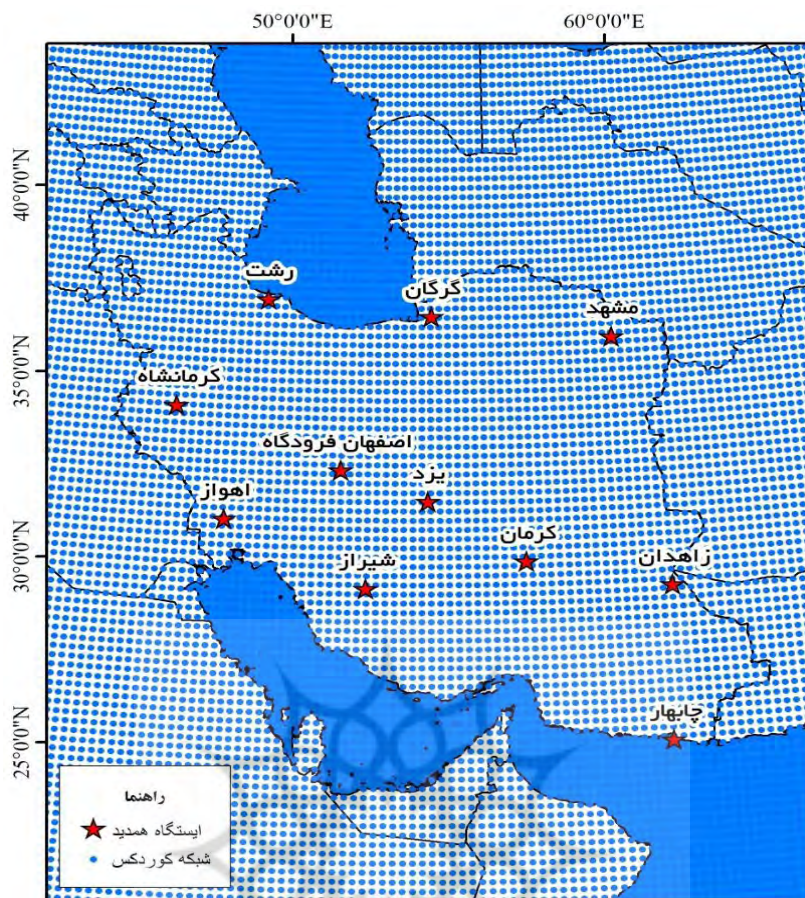 50°0'0"E 60°0'0"E
40°0'0"N
35°0'0"N
30°0'0"N
25°0'0"N
رشت
گرگان
مشهد
کرمانشاه
اصفهان فرودگاه
یزد
اهواز
کرمان
شیراز
زاهدان
چابهار
راهنما
ایستگاه همدید
شبکه کوردکس